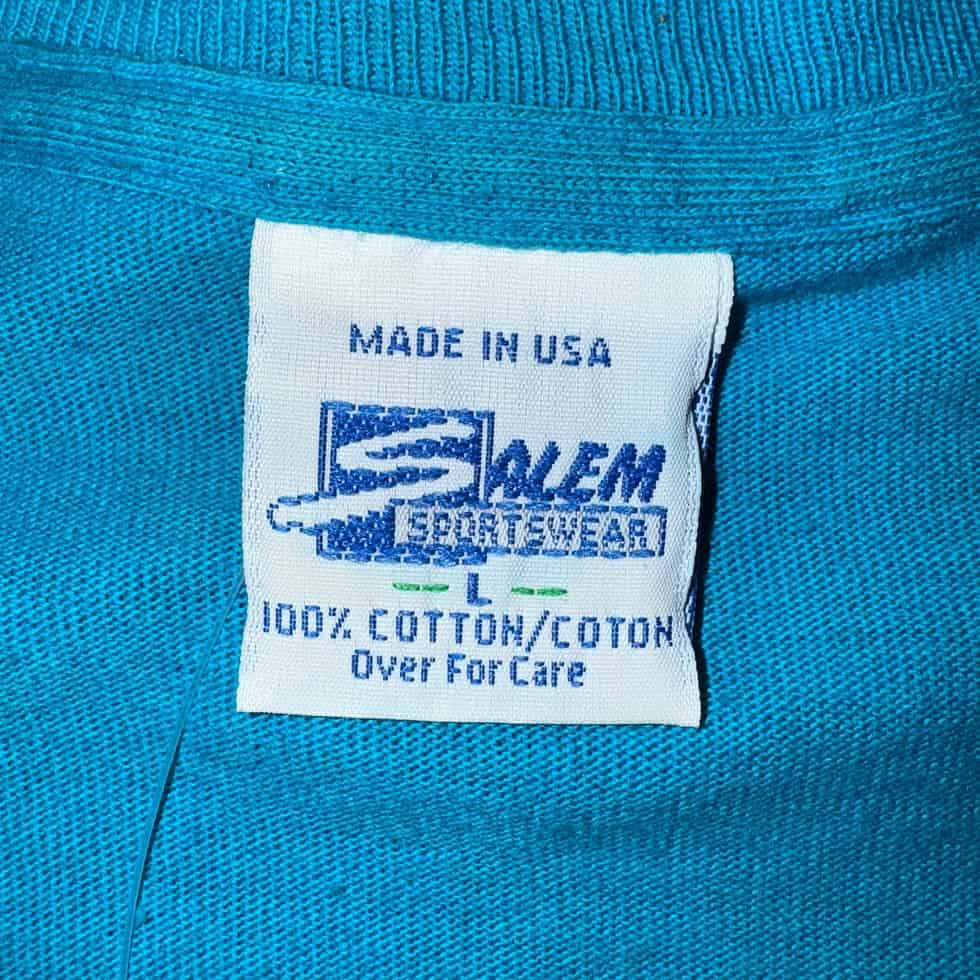 MADE IN USA
SALEM
SPORTSWEAR
L
100% COTTON/COTON
Over For Care